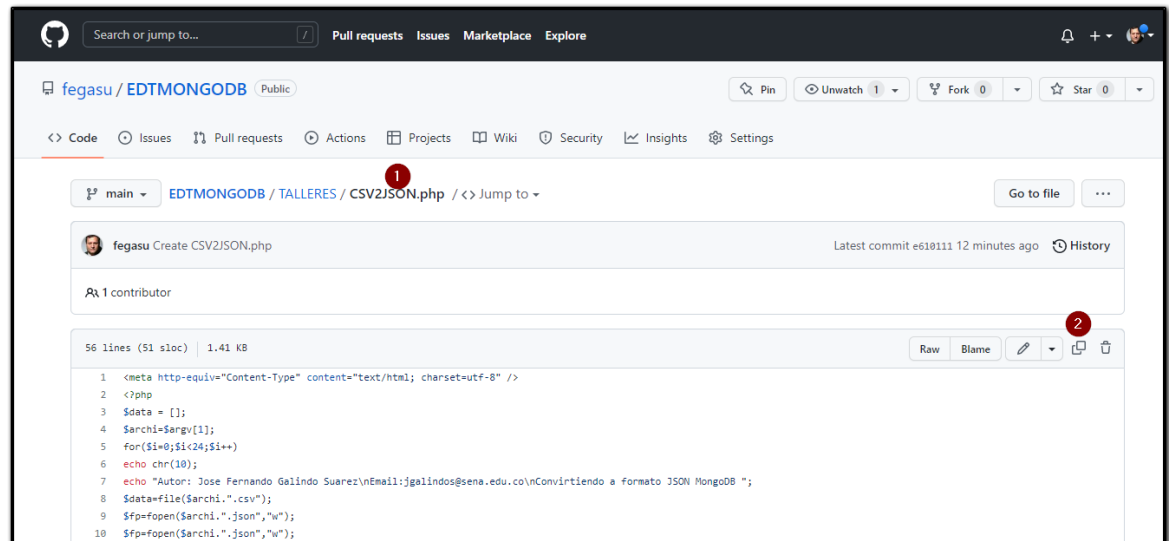 Search or jump to... / Pull requests Issues Marketplace Explore
fegasu / EDTMONGODB Public Pin Unwatch 1 Fork 0 Star 0
Code Issues Pull requests Actions Projects Wiki Security Insights Settings
1
main EDTMONGODB / TALLERES / CSV2JSON.php / <> Jump to Go to file ...
fegasu Create CSV2JSON.php Latest commit e610111 12 minutes ago History
1 contributor
2
56 lines (51 sloc) 1.41 KB Raw Blame
1 <meta http-equiv="Content-Type" content="text/html; charset=utf-8" />
2 <?php
3 $data = [];
4 $archi=$argv[1];
5 for($i=0;$i<24;$i++)
6 echo chr(10);
7 echo "Autor: Jose Fernando Galindo Suarez\nEmail:jgalindos@sena.edu.co\nConvirtiendo a formato JSON MongoDB ";
8 $data=file($archi.".csv");
9 $fp=fopen($archi.".json","w");
10 $fp=fopen($archi.".json","w");